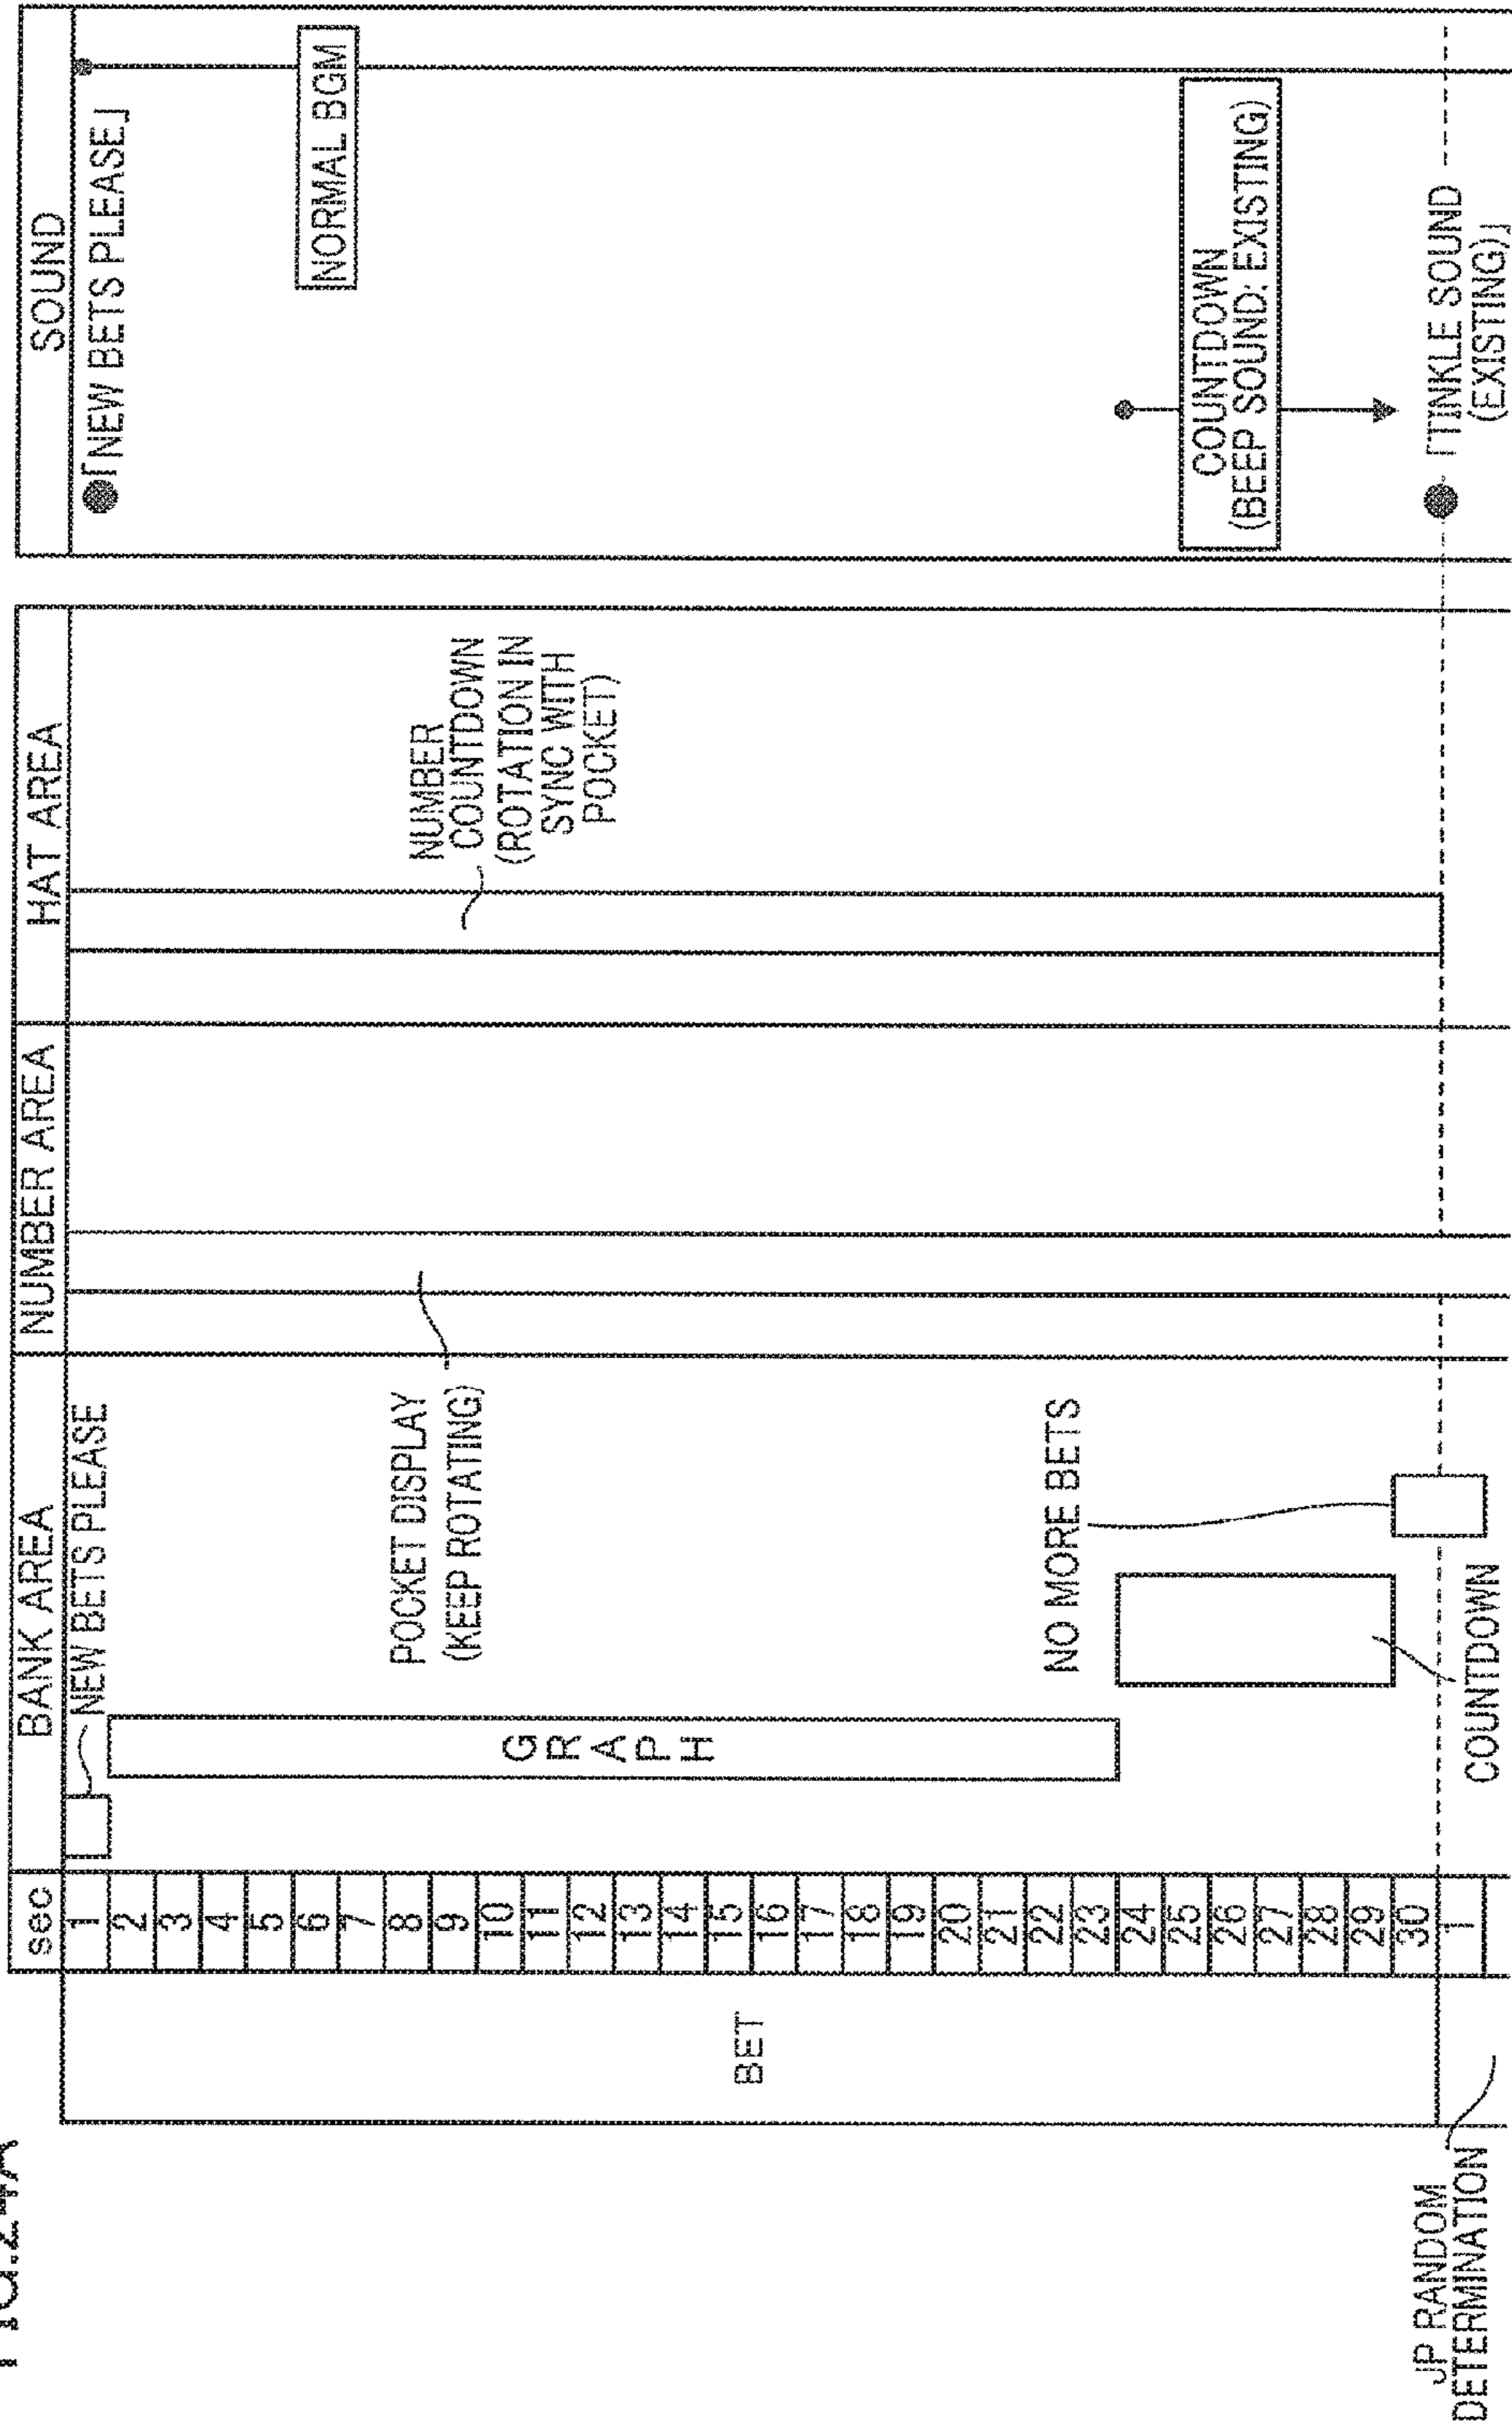 FIG.24A
sec
BANK AREA
NUMBER AREA
HAT AREA
SOUND
BET
1
2
3
4
5
6
7
8
9
10
11
12
13
14
15
16
17
18
19
20
21
22
23
24
25
26
27
28
29
30
1
JP RANDOM
DETERMINATION
NEW BETS PLEASE
GRAPH
POCKET DISPLAY
(KEEP ROTATING)
NO MORE BETS
COUNTDOWN
NUMBER
COUNTDOWN
(ROTATION IN
SYNC WITH
POCKET)
「NEW BETS PLEASE」
NORMAL BGM
COUNTDOWN
(BEEP SOUND: EXISTING)
「TINKLE SOUND
(EXISTING)」